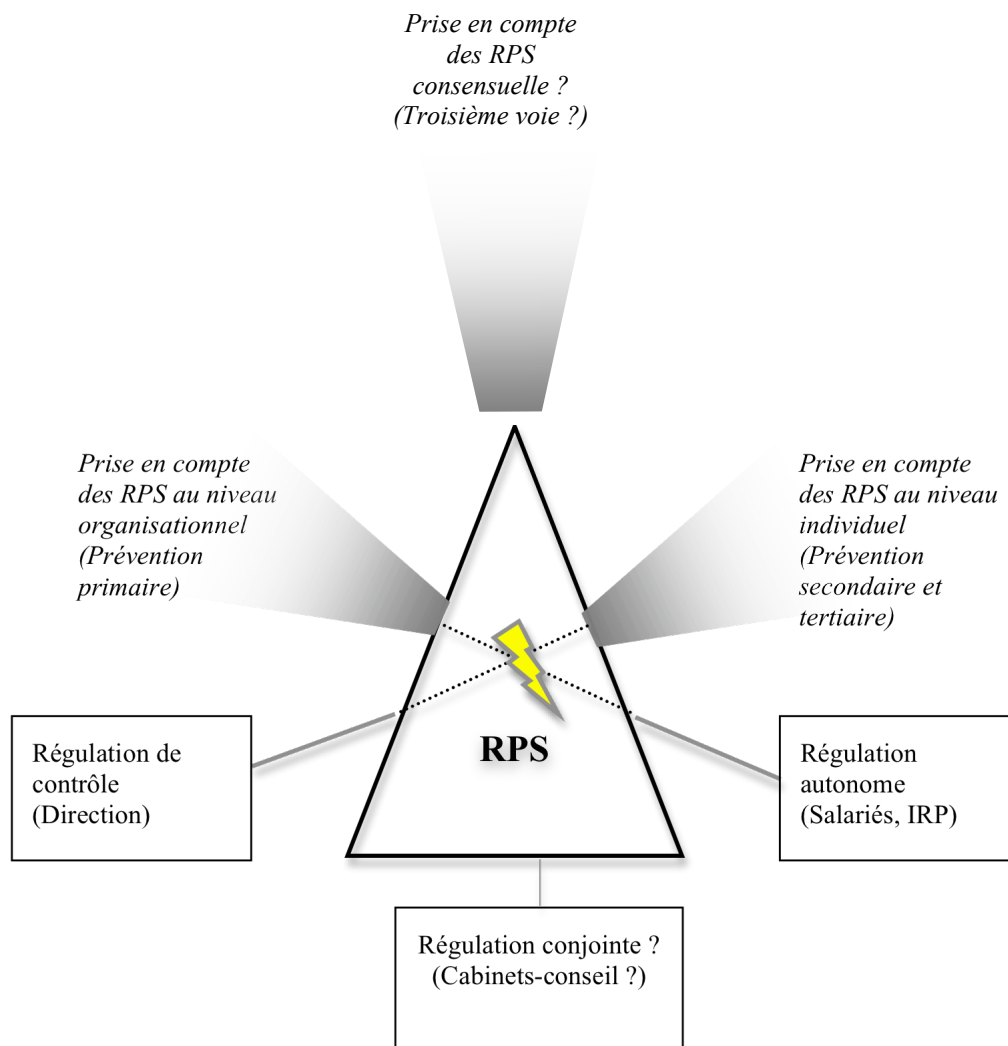 Prise en compte
des RPS
consensuelle ?
(Troisième voie ?)
Prise en compte
des RPS au niveau
organisationnel
(Prévention
primaire)
Prise en compte
des RPS au niveau
individuel
(Prévention
secondaire et
tertiaire)
RPS
Régulation de
contrôle
(Direction)
Régulation
autonome
(Salariés, IRP)
Régulation conjointe ?
(Cabinets-conseil ?)